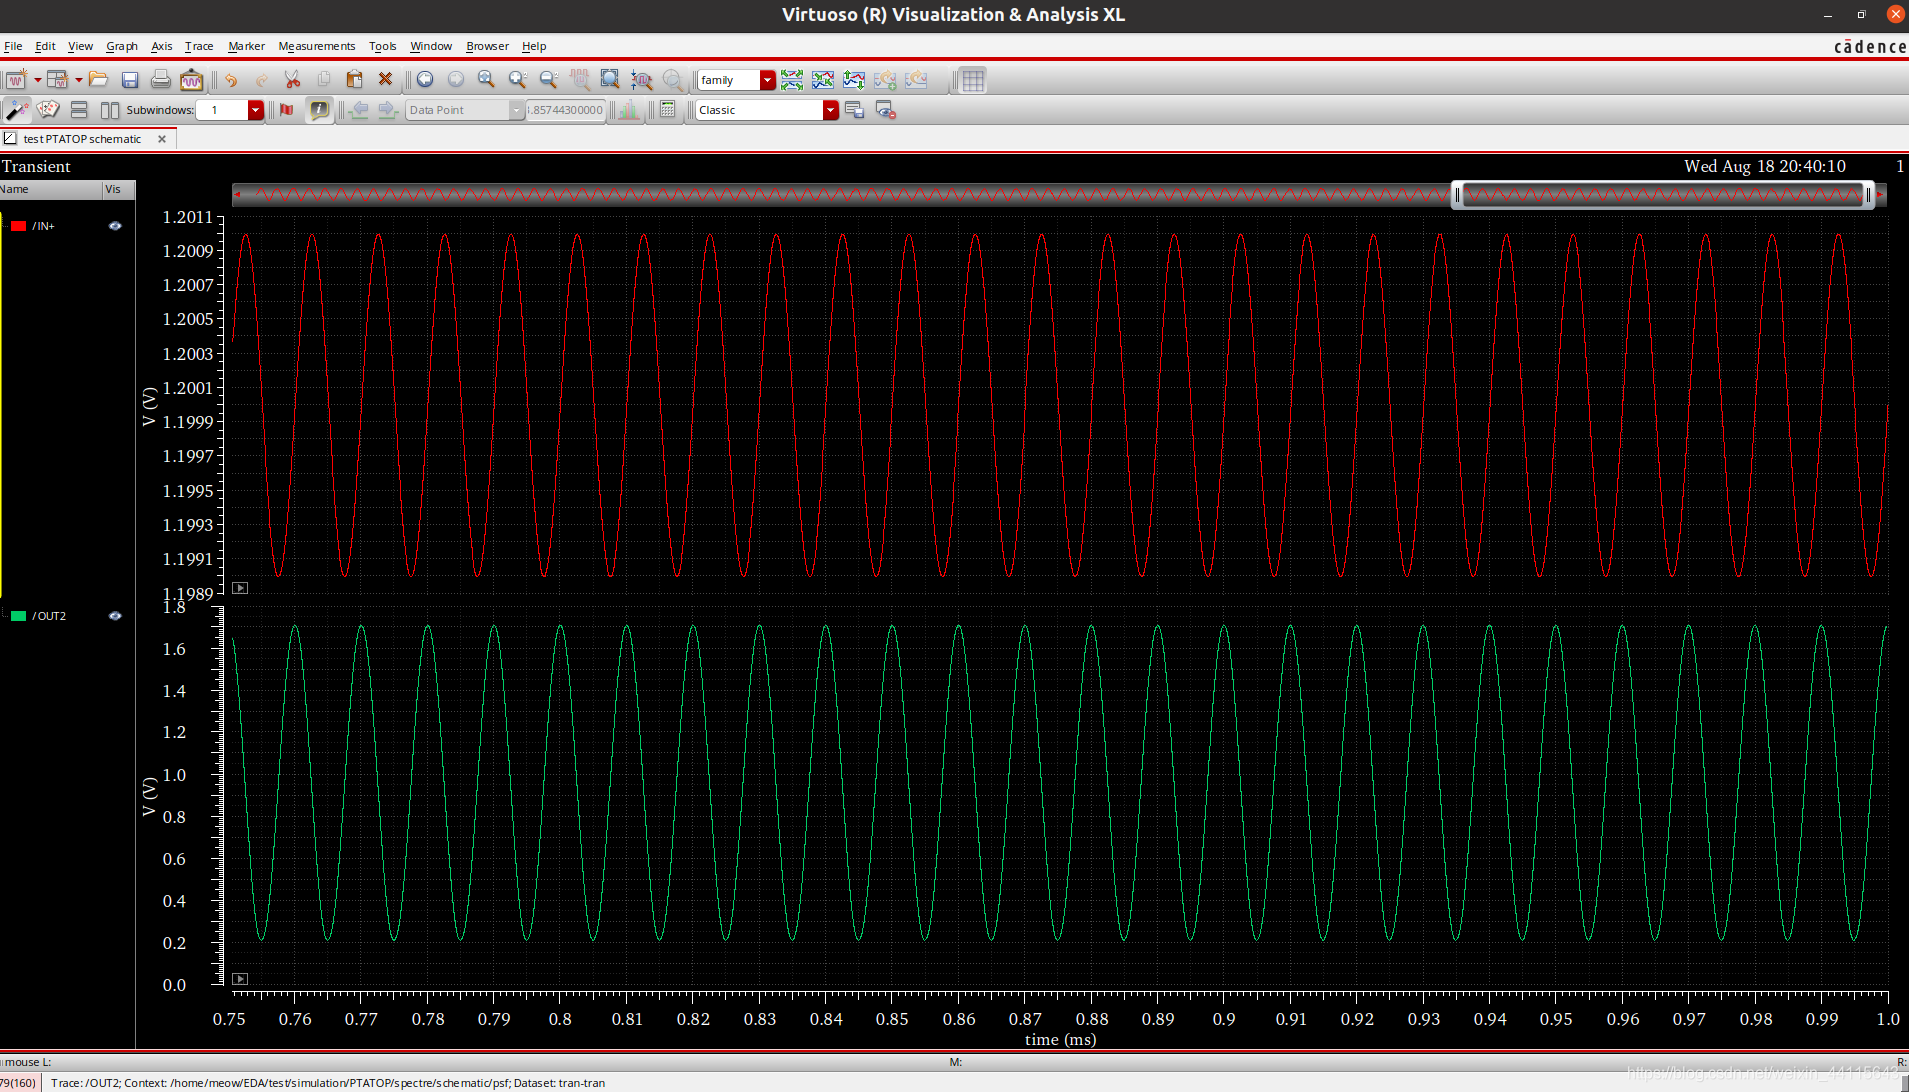 Virtuoso (R) Visualization & Analysis XL
File Edit View Graph Axis Trace Marker Measurements Tools Window Browser Help
cādence
family
Subwindows: 1
Data Point
.85744300000
Classic
test PTATOP schematic
Transient
Wed Aug 18 20:40:10 1
Name Vis
/IN+
1.2011
1.2009
1.2007
1.2005
1.2003
1.2001
1.1999
1.1997
1.1995
1.1993
1.1991
1.1989
V (V)
/OUT2
1.8
1.6
1.4
1.2
1.0
0.8
0.6
0.4
0.2
0.0
V (V)
0.75 0.76 0.77 0.78 0.79 0.8 0.81 0.82 0.83 0.84 0.85 0.86 0.87 0.88 0.89 0.9 0.91 0.92 0.93 0.94 0.95 0.96 0.97 0.98 0.99 1.0
time (ms)
mouse L: M: R:
79(160) Trace: /OUT2; Context: /home/meow/EDA/test/simulation/PTATOP/spectre/schematic/psf; Dataset: tran-tran
https://blog.csdn.net/weixin_44115643